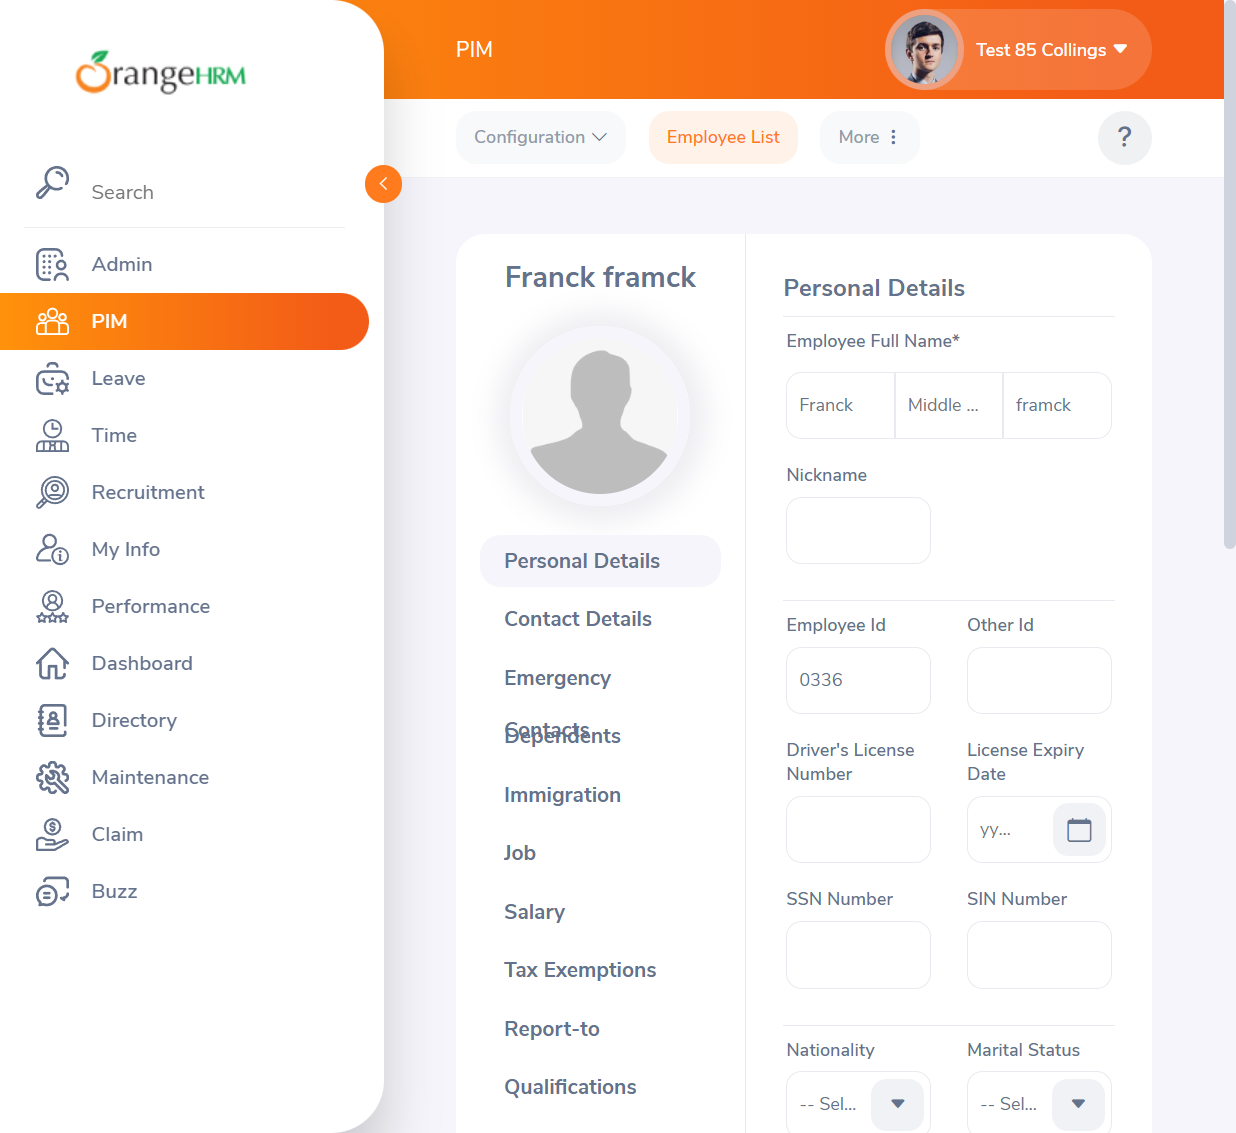 OrangeHRM
PIM
Test 85 Collings
Configuration
Employee List
More
?
Search
Admin
PIM
Leave
Time
Recruitment
My Info
Performance
Dashboard
Directory
Maintenance
Claim
Buzz
Franck framck
Personal Details
Contact Details
Emergency
Contacts
Dependents
Immigration
Job
Salary
Tax Exemptions
Report-to
Qualifications
Personal Details
Employee Full Name*
Franck
Middle ...
framck
Nickname
Employee Id
Other Id
0336
Driver's License
Number
License Expiry
Date
yy...
SSN Number
SIN Number
Nationality
Marital Status
-- Sel...
-- Sel...